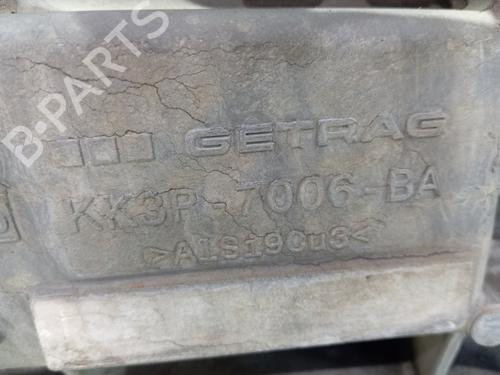 B-PARTS
GETRAG
KK3P-7006-BA
>AlSi9Cu3<